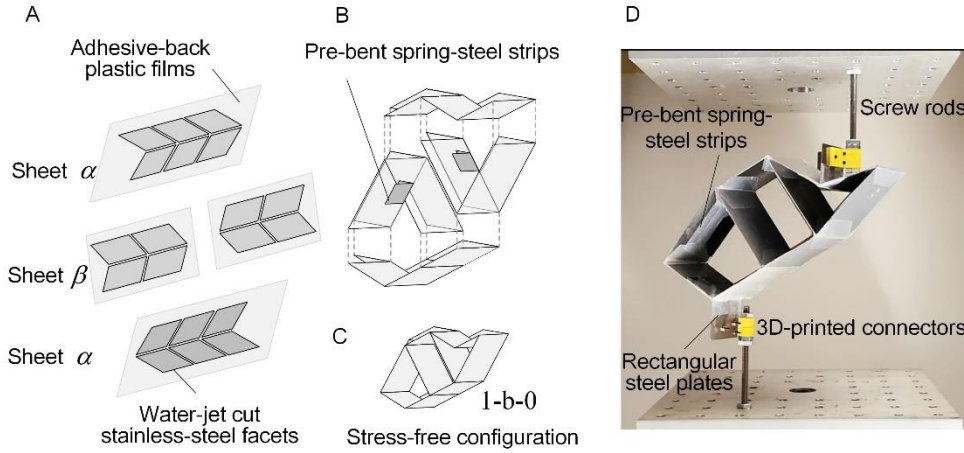 A
Adhesive-back
plastic films
Sheet α
Sheet β
Sheet α
Water-jet cut
stainless-steel facets
B
Pre-bent spring-steel strips
C
1-b-0
Stress-free configuration
D
Screw rods
Pre-bent spring-
steel strips
3D-printed connectors
Rectangular
steel plates